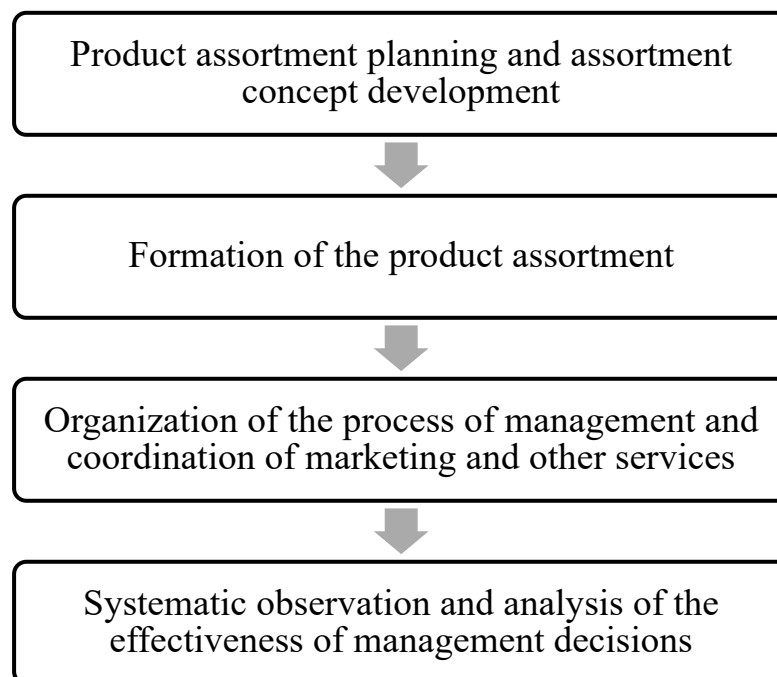 Product assortment planning and assortment
concept development
Formation of the product assortment
Organization of the process of management and
coordination of marketing and other services
Systematic observation and analysis of the
effectiveness of management decisions